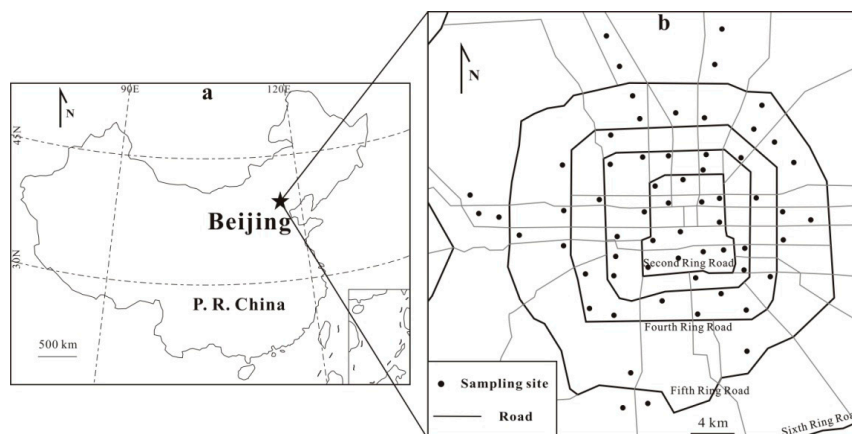 a
90E
120E
N
45N
Beijing
30N
P. R. China
500 km
b
N
Second Ring Road
Fourth Ring Road
Fifth Ring Road
Sampling site
Road
4 km
Sixth Ring Roa